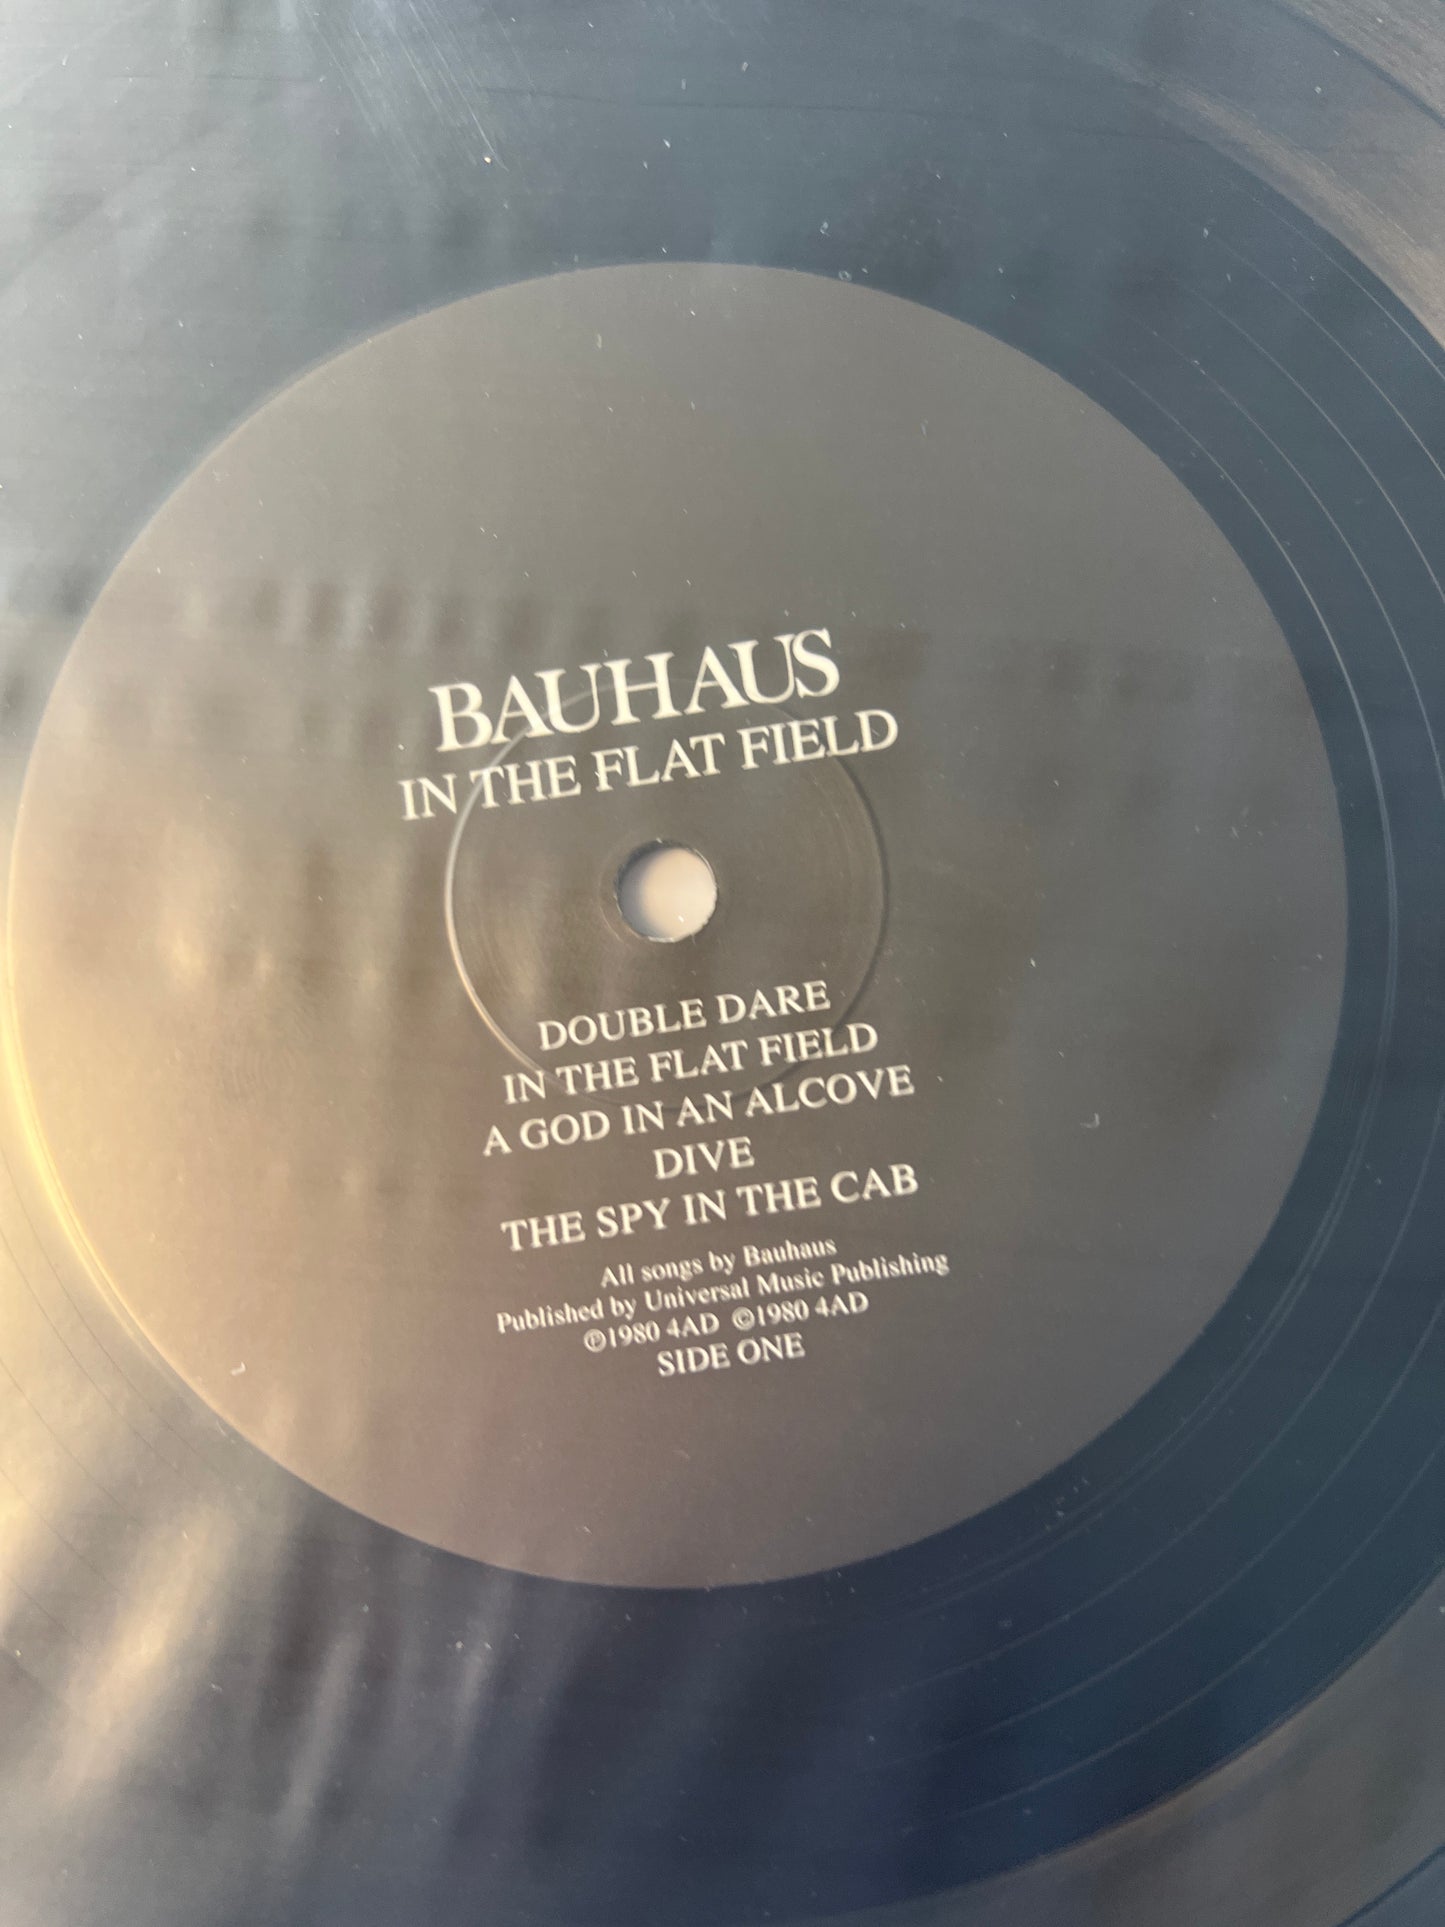 BAUHAUS
IN THE FLAT FIELD
DOUBLE DARE
IN THE FLAT FIELD
A GOD IN AN ALCOVE
DIVE
THE SPY IN THE CAB
All songs by Bauhaus
Published by Universal Music Publishing
℗1980 4AD ©1980 4AD
SIDE ONE